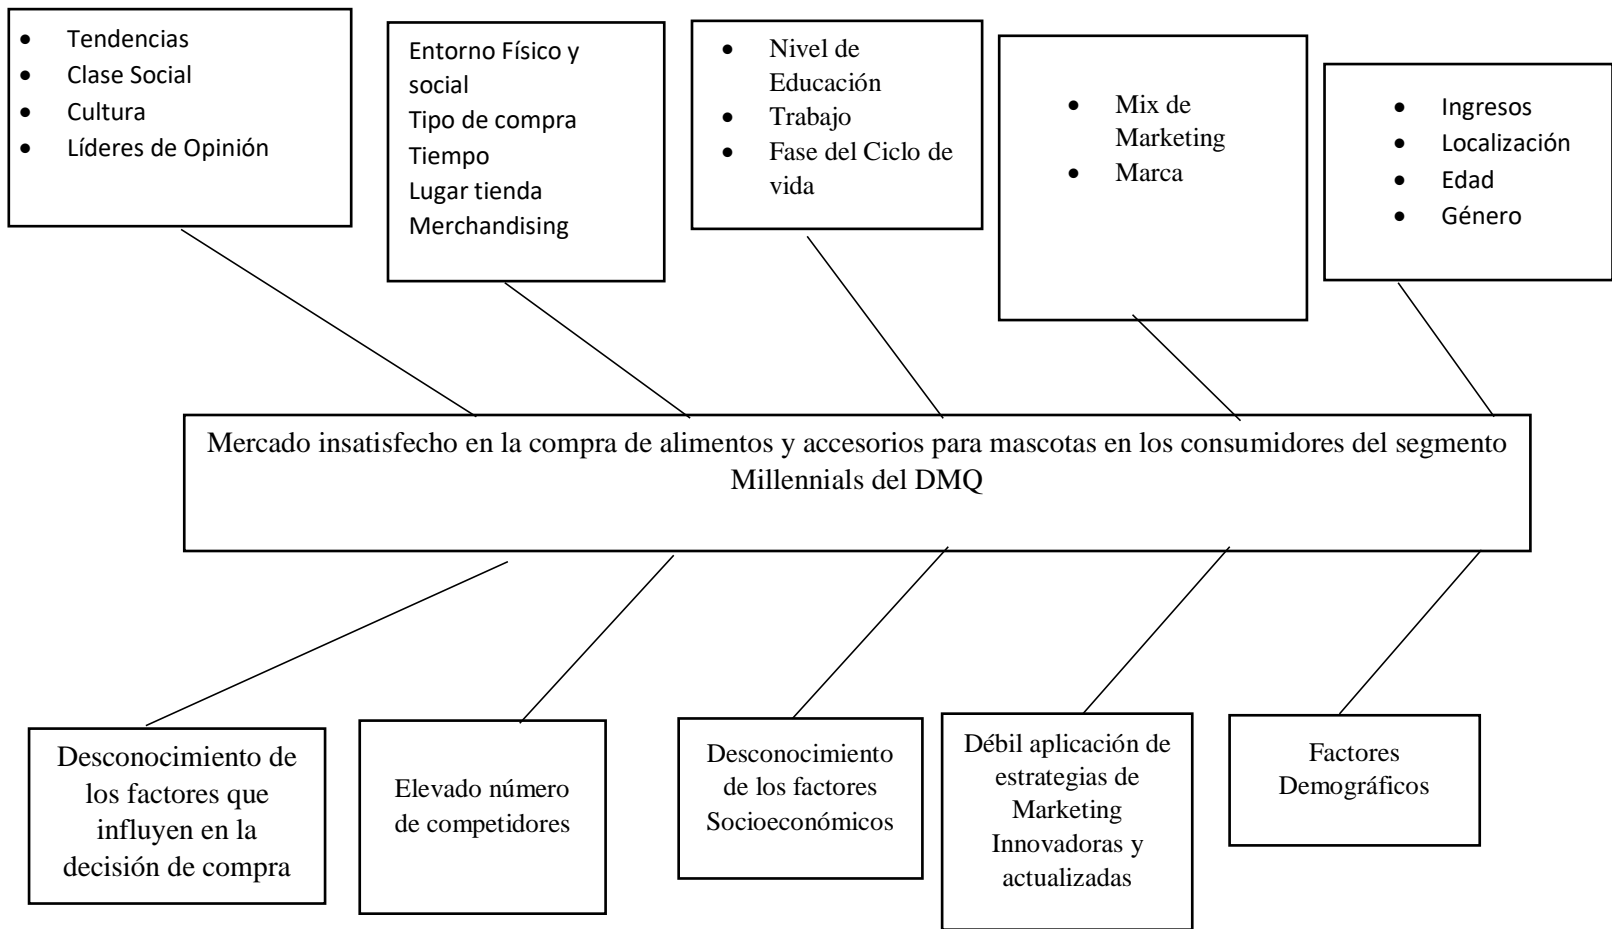 • Tendencias
• Clase Social
• Cultura
• Líderes de Opinión
Entorno Físico y
social
Tipo de compra
Tiempo
Lugar tienda
Merchandising
• Nivel de
Educación
• Trabajo
• Fase del Ciclo de
vida
• Mix de
Marketing
• Marca
• Ingresos
• Localización
• Edad
• Género
Mercado insatisfecho en la compra de alimentos y accesorios para mascotas en los consumidores del segmento
Millennials del DMQ
Desconocimiento de
los factores que
influyen en la
decisión de compra
Elevado número
de competidores
Desconocimiento
de los factores
Socioeconómicos
Débil aplicación de
estrategias de
Marketing
Innovadoras y
actualizadas
Factores
Demográficos